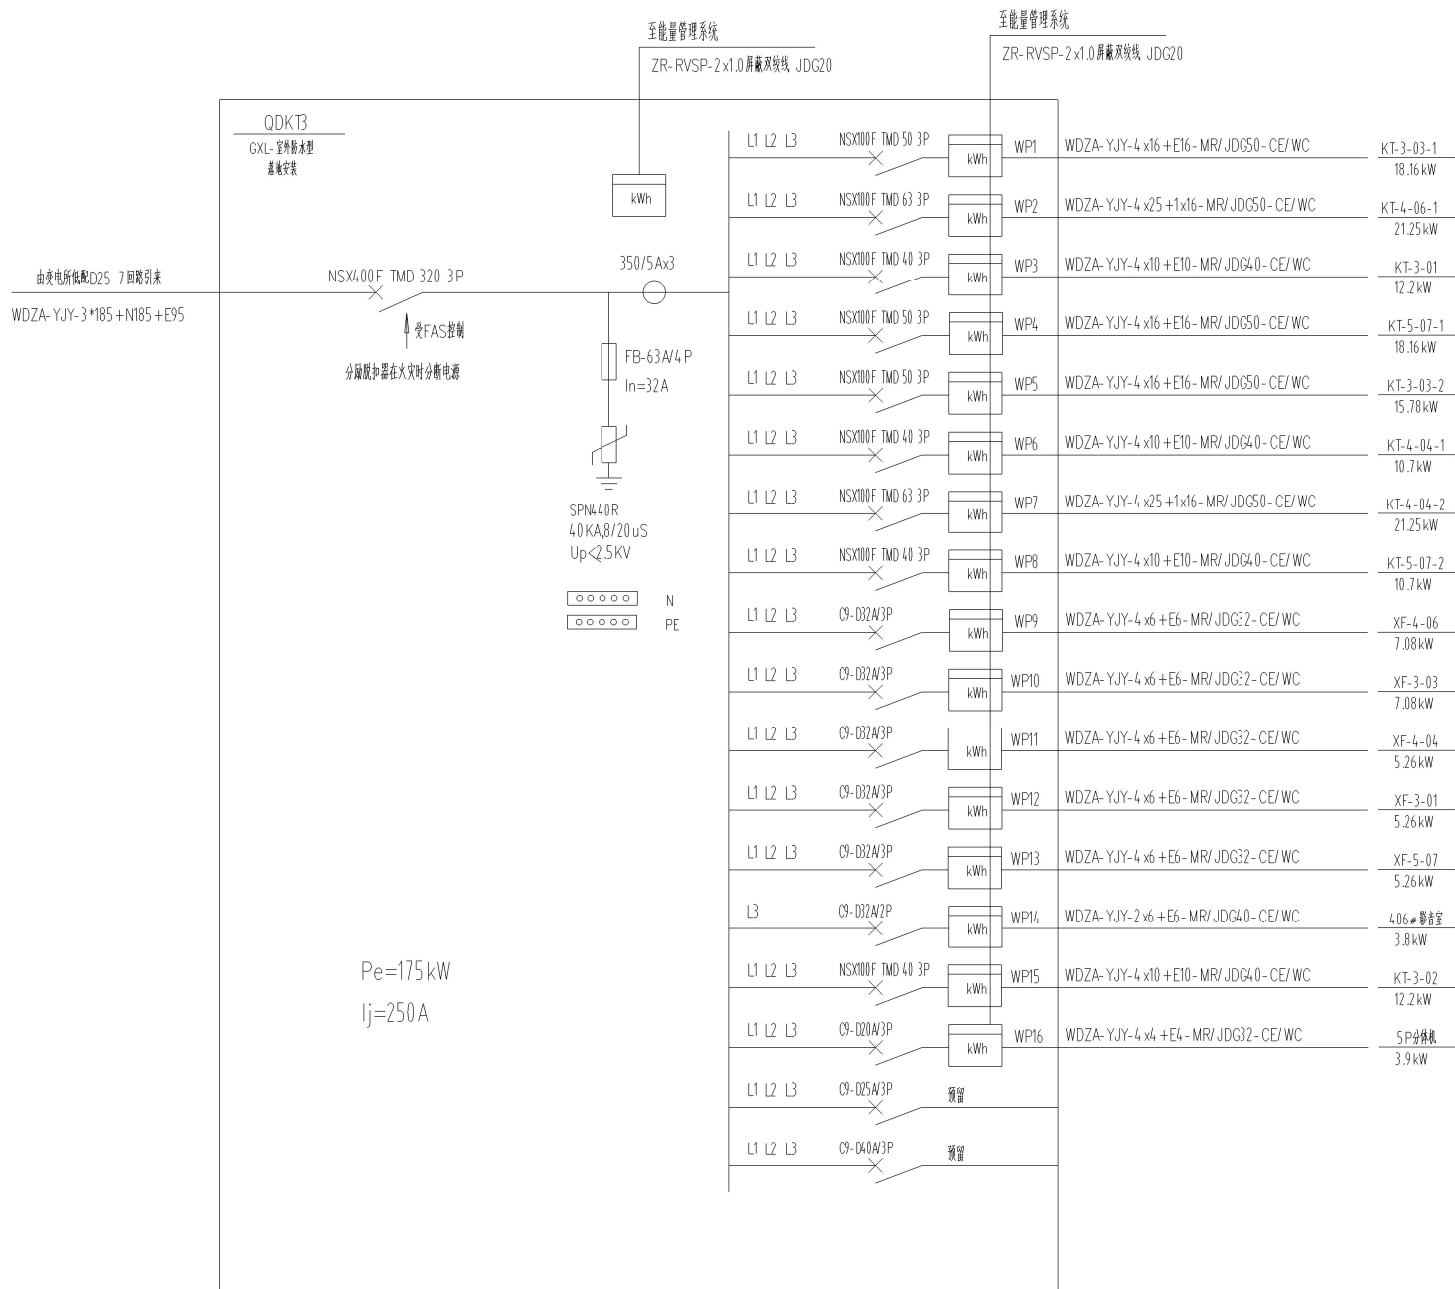 至能量管理系统
ZR-RVSP-2x1.0屏蔽双绞线 JDG20
至能量管理系统
ZR-RVSP-2x1.0屏蔽双绞线 JDG20
QDKT3
GXL-室外防水型
落地安装
kWh
由变电所低配D25 7回路引来
WDZA-YJY-3*185+N185+E95
NSX400F TMD 320 3P
受FAS控制
分励脱扣器在火灾时分断电源
350/5Ax3
FB-63A/4P
In=32A
SPN440R
40KA,8/20uS
Up<2.5KV
N
PE
Pe=175kW
Ij=250A
L1 L2 L3 NSX100F TMD 50 3P kWh WP1 WDZA-YJY-4x16+E16-MR/JDG50-CE/WC KT-3-03-1
18.16kW
L1 L2 L3 NSX100F TMD 63 3P kWh WP2 WDZA-YJY-4x25+1x16-MR/JDG50-CE/WC KT-4-06-1
21.25kW
L1 L2 L3 NSX100F TMD 40 3P kWh WP3 WDZA-YJY-4x10+E10-MR/JDG40-CE/WC KT-3-01
12.2kW
L1 L2 L3 NSX100F TMD 50 3P kWh WP4 WDZA-YJY-4x16+E16-MR/JDG50-CE/WC KT-5-07-1
18.16kW
L1 L2 L3 NSX100F TMD 50 3P kWh WP5 WDZA-YJY-4x16+E16-MR/JDG50-CE/WC KT-3-03-2
15.78kW
L1 L2 L3 NSX100F TMD 40 3P kWh WP6 WDZA-YJY-4x10+E10-MR/JDG40-CE/WC KT-4-04-1
10.7kW
L1 L2 L3 NSX100F TMD 63 3P kWh WP7 WDZA-YJY-4x25+1x16-MR/JDG50-CE/WC KT-4-04-2
21.25kW
L1 L2 L3 NSX100F TMD 40 3P kWh WP8 WDZA-YJY-4x10+E10-MR/JDG40-CE/WC KT-5-07-2
10.7kW
L1 L2 L3 C9-D32A/3P kWh WP9 WDZA-YJY-4x6+E6-MR/JDG32-CE/WC XF-4-06
7.08kW
L1 L2 L3 C9-D32A/3P kWh WP10 WDZA-YJY-4x6+E6-MR/JDG32-CE/WC XF-3-03
7.08kW
L1 L2 L3 C9-D32A/3P kWh WP11 WDZA-YJY-4x6+E6-MR/JDG32-CE/WC XF-4-04
5.26kW
L1 L2 L3 C9-D32A/3P kWh WP12 WDZA-YJY-4x6+E6-MR/JDG32-CE/WC XF-3-01
5.26kW
L1 L2 L3 C9-D32A/3P kWh WP13 WDZA-YJY-4x6+E6-MR/JDG32-CE/WC XF-5-07
5.26kW
L3 C9-D32A/2P kWh WP14 WDZA-YJY-2x6+E6-MR/JDG40-CE/WC 406#影音室
3.8kW
L1 L2 L3 NSX100F TMD 40 3P kWh WP15 WDZA-YJY-4x10+E10-MR/JDG40-CE/WC KT-3-02
12.2kW
L1 L2 L3 C9-D20A/3P kWh WP16 WDZA-YJY-4x4+E4-MR/JDG32-CE/WC 5P分体机
3.9kW
L1 L2 L3 C9-D25A/3P 预留
L1 L2 L3 C9-D40A/3P 预留